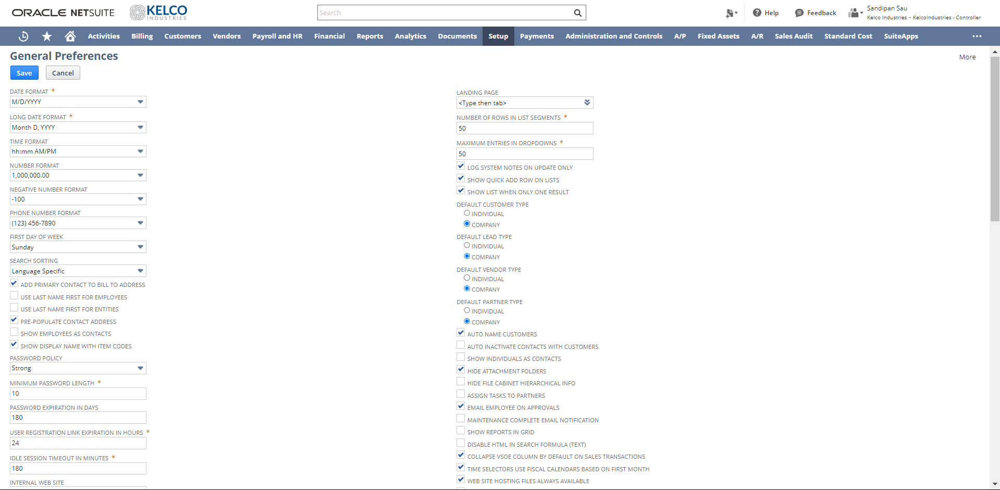 ORACLE NETSUITE
KELCO
INDUSTRIES
Search
Help
Feedback
Sandipan Sau
Kelco Industries - KelcoIndustries - Controller
Activities Billing Customers Vendors Payroll and HR Financial Reports Analytics Documents Setup Payments Administration and Controls A/P Fixed Assets A/R Sales Audit Standard Cost SuiteApps
General Preferences
More
Save
Cancel
DATE FORMAT *
M/D/YYYY
LONG DATE FORMAT *
Month D, YYYY
TIME FORMAT
hh:mm AM/PM
NUMBER FORMAT
1,000,000.00
NEGATIVE NUMBER FORMAT
-100
PHONE NUMBER FORMAT
(123) 456-7890
FIRST DAY OF WEEK
Sunday
SEARCH SORTING
Language Specific
ADD PRIMARY CONTACT TO BILL TO ADDRESS
USE LAST NAME FIRST FOR EMPLOYEES
USE LAST NAME FIRST FOR ENTITIES
PRE-POPULATE CONTACT ADDRESS
SHOW EMPLOYEES AS CONTACTS
SHOW DISPLAY NAME WITH ITEM CODES
PASSWORD POLICY
Strong
MINIMUM PASSWORD LENGTH *
10
PASSWORD EXPIRATION IN DAYS
180
USER REGISTRATION LINK EXPIRATION IN HOURS *
24
IDLE SESSION TIMEOUT IN MINUTES *
180
INTERNAL WEB SITE
LANDING PAGE
<Type then tab>
NUMBER OF ROWS IN LIST SEGMENTS *
50
MAXIMUM ENTRIES IN DROPDOWNS *
50
LOG SYSTEM NOTES ON UPDATE ONLY
SHOW QUICK ADD ROW ON LISTS
SHOW LIST WHEN ONLY ONE RESULT
DEFAULT CUSTOMER TYPE
INDIVIDUAL
COMPANY
DEFAULT LEAD TYPE
INDIVIDUAL
COMPANY
DEFAULT VENDOR TYPE
INDIVIDUAL
COMPANY
DEFAULT PARTNER TYPE
INDIVIDUAL
COMPANY
AUTO NAME CUSTOMERS
AUTO INACTIVATE CONTACTS WITH CUSTOMERS
SHOW INDIVIDUALS AS CONTACTS
HIDE ATTACHMENT FOLDERS
HIDE FILE CABINET HIERARCHICAL INFO
ASSIGN TASKS TO PARTNERS
EMAIL EMPLOYEE ON APPROVALS
MAINTENANCE COMPLETE EMAIL NOTIFICATION
SHOW REPORTS IN GRID
DISABLE HTML IN SEARCH FORMULA (TEXT)
COLLAPSE VSOE COLUMN BY DEFAULT ON SALES TRANSACTIONS
TIME SELECTORS USE FISCAL CALENDARS BASED ON FIRST MONTH
WEB SITE HOSTING FILES ALWAYS AVAILABLE